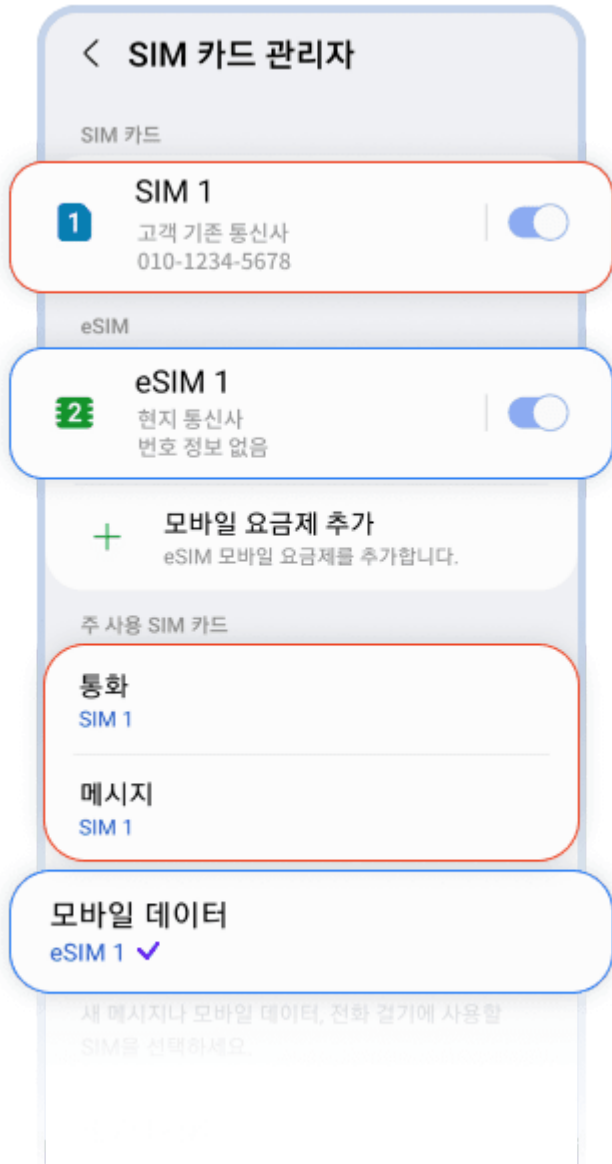 SIM 카드 관리자
SIM 카드
1
SIM 1
고객 기존 통신사
010-1234-5678
eSIM
2
eSIM 1
현지 통신사
번호 정보 없음
모바일 요금제 추가
eSIM 모바일 요금제를 추가합니다.
주 사용 SIM 카드
통화
SIM 1
메시지
SIM 1
모바일 데이터
eSIM 1
새 메시지나 모바일 데이터, 전화 걸기에 사용할
SIM을 선택하세요.